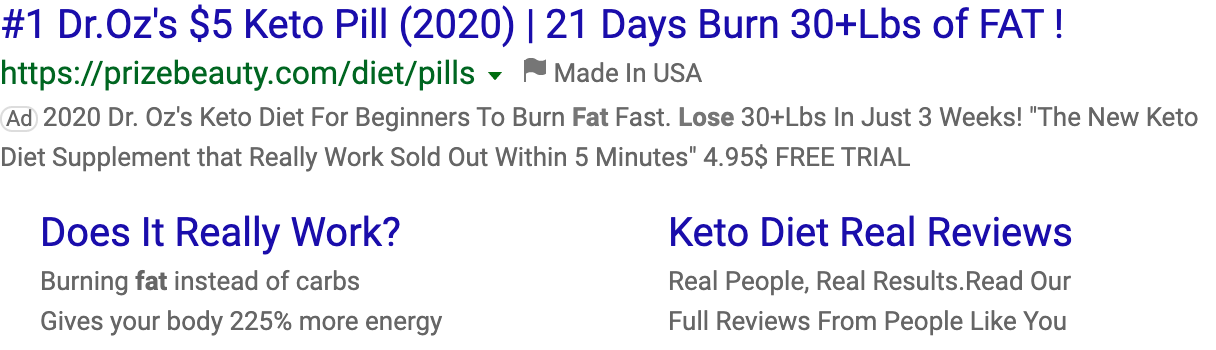 #1 Dr.Oz's $5 Keto Pill (2020) | 21 Days Burn 30+Lbs of FAT !
https://prizebeauty.com/diet/pills Made In USA
Ad 2020 Dr. Oz's Keto Diet For Beginners To Burn Fat Fast. Lose 30+Lbs In Just 3 Weeks! "The New Keto
Diet Supplement that Really Work Sold Out Within 5 Minutes" 4.95$ FREE TRIAL
Does It Really Work?
Burning fat instead of carbs
Gives your body 225% more energy
Keto Diet Real Reviews
Real People, Real Results.Read Our
Full Reviews From People Like You